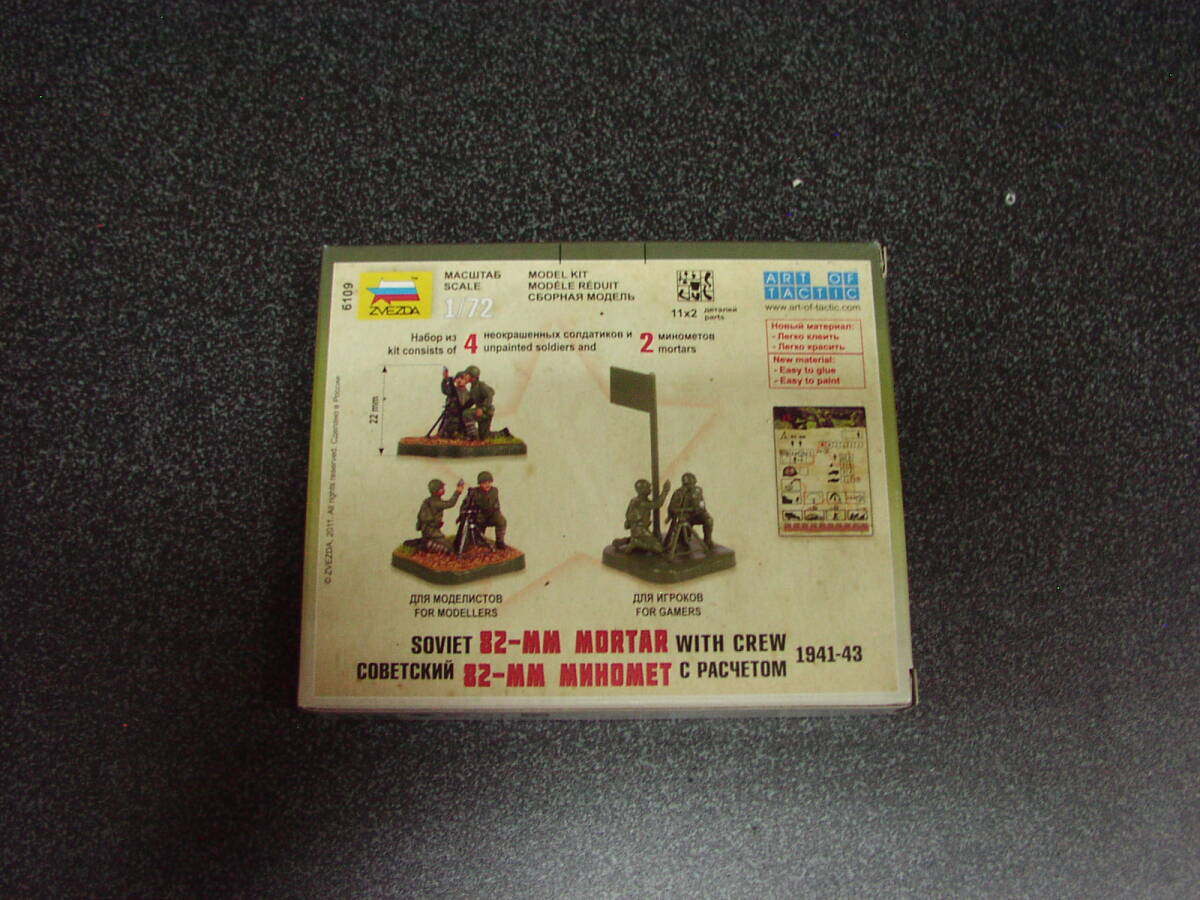 6109
ZVEZDA
МАСШТАБ
SCALE
1/72
MODEL KIT
MODÈLE RÉDUIT
СБОРНАЯ МОДЕЛЬ
11x2 деталей
parts
ART OF
TACTIC
www.art-of-tactic.com
Набор из 4 неокрашенных солдатиков и 2 минометов
kit consists of unpainted soldiers and mortars
Новый материал:
- Легко клеить
- Легко красить
New material:
- Easy to glue
- Easy to paint
22 mm
© ZVEZDA, 2011. All rights reserved. Сделано в России
ДЛЯ МОДЕЛИСТОВ
FOR MODELLERS
ДЛЯ ИГРОКОВ
FOR GAMERS
SOVIET 82-MM MORTAR WITH CREW
СОВЕТСКИЙ 82-ММ МИНОМЕТ С РАСЧЕТОМ
1941-43